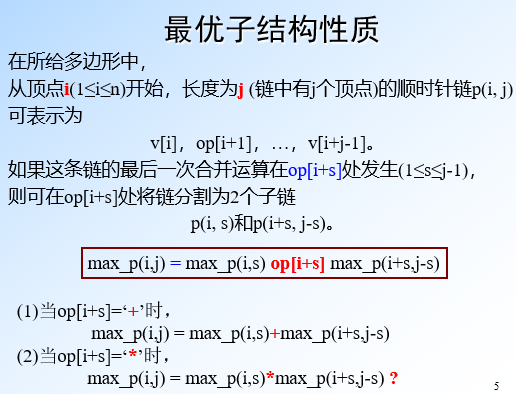 最优子结构性质
在所给多边形中，
从顶点i(1≤i≤n)开始，长度为j (链中有j个顶点)的顺时针链p(i, j)
可表示为
v[i]，op[i+1]，…，v[i+j-1]。
如果这条链的最后一次合并运算在op[i+s]处发生(1≤s≤j-1)，
则可在op[i+s]处将链分割为2个子链
p(i, s)和p(i+s, j-s)。
max_p(i,j) = max_p(i,s) op[i+s] max_p(i+s,j-s)
(1)当op[i+s]=‘+’时，
max_p(i,j) = max_p(i,s)+max_p(i+s,j-s)
(2)当op[i+s]=‘*’时，
max_p(i,j) = max_p(i,s)*max_p(i+s,j-s) ?
5